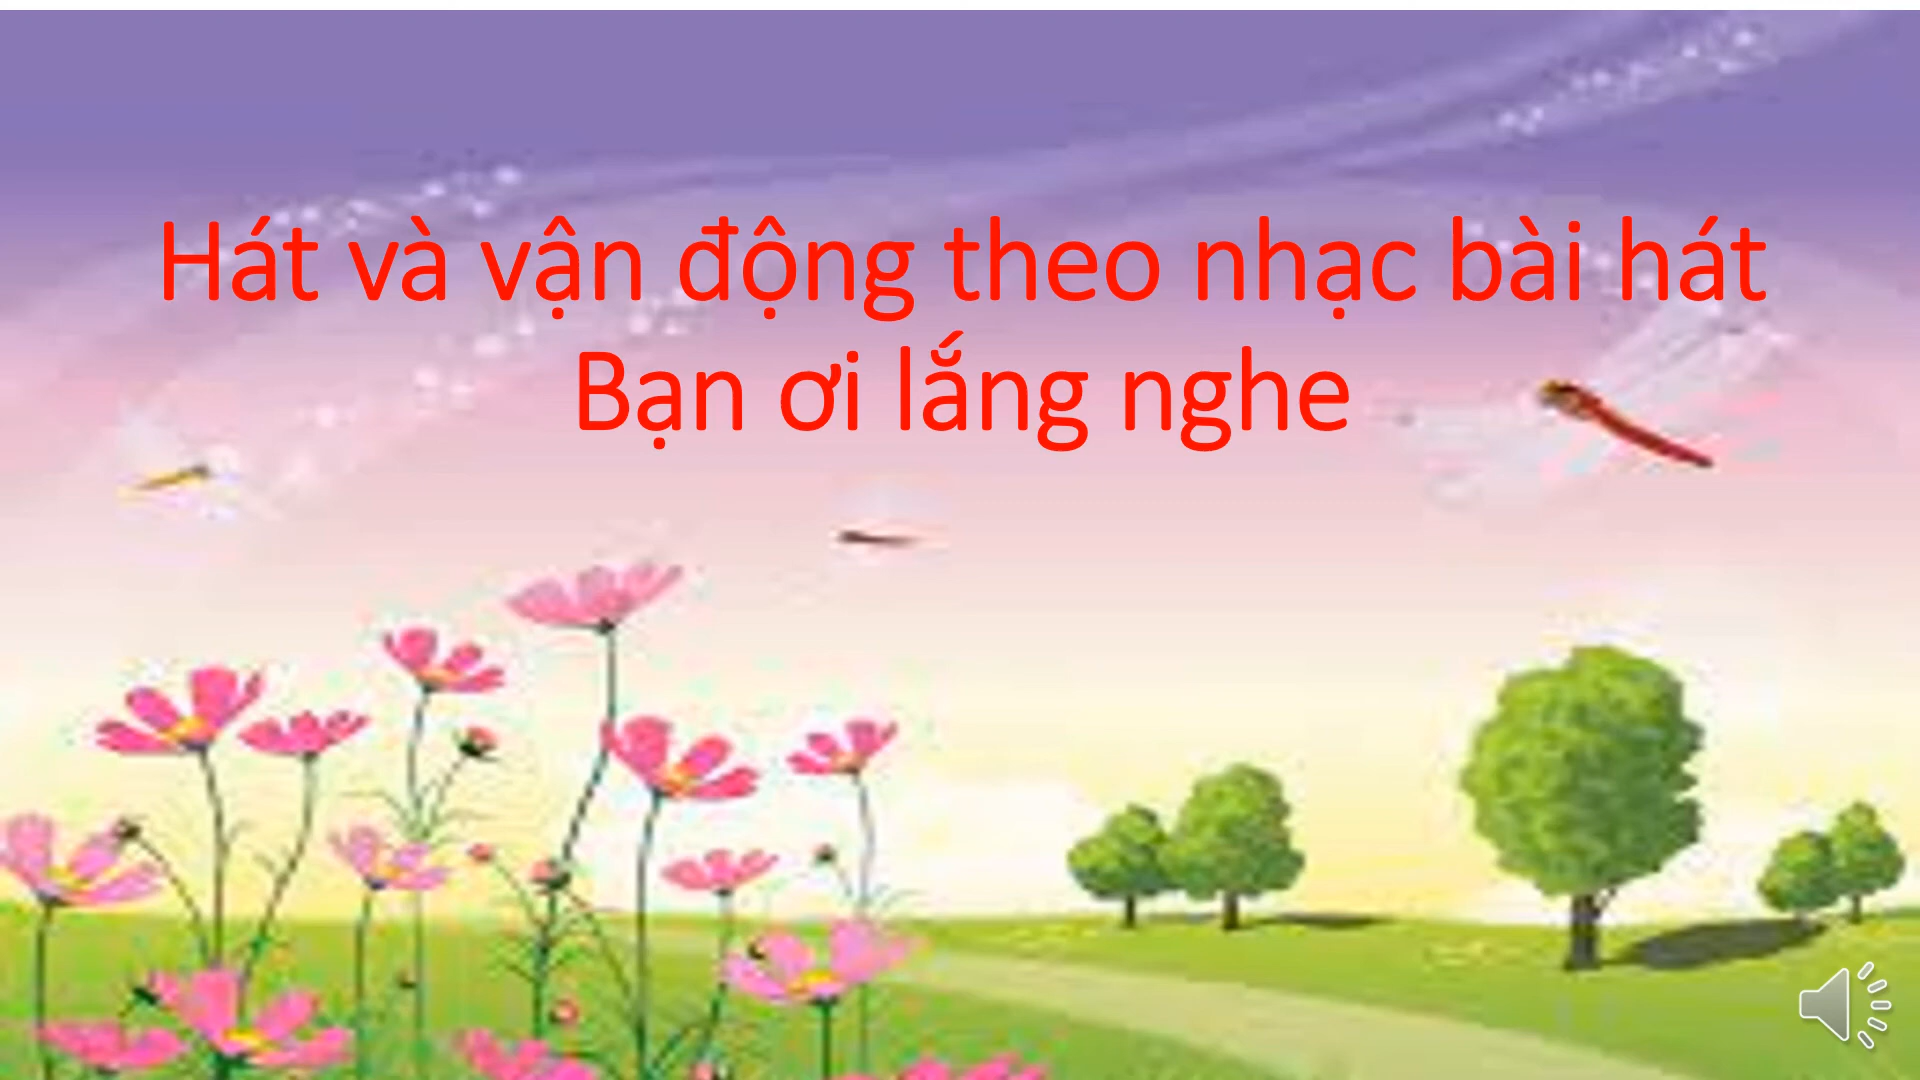 Hát và vận động theo nhạc bài hát
Bạn ơi lắng nghe